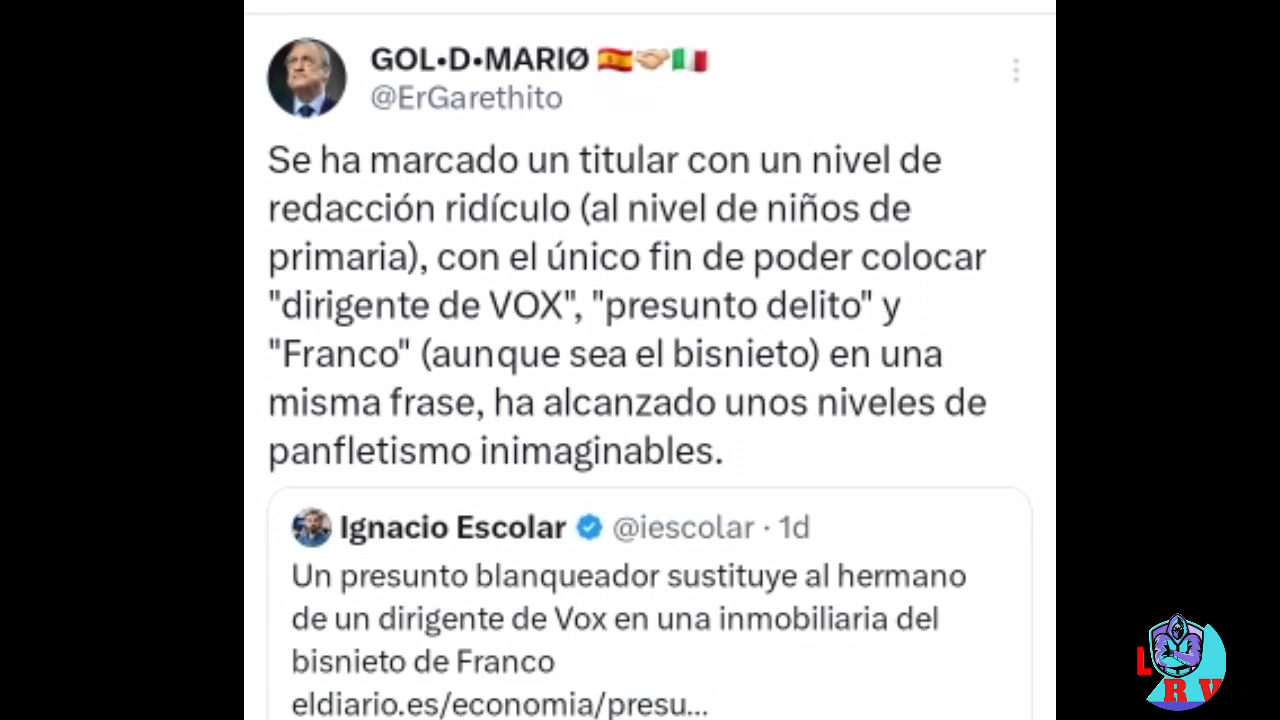 GOL•D•MARIØ 🇪🇸🤝🇮🇹
@ErGarethito
Se ha marcado un titular con un nivel de
redacción ridículo (al nivel de niños de
primaria), con el único fin de poder colocar
"dirigente de VOX", "presunto delito" y
"Franco" (aunque sea el bisnieto) en una
misma frase, ha alcanzado unos niveles de
panfletismo inimaginables.
Ignacio Escolar @iescolar · 1d
Un presunto blanqueador sustituye al hermano
de un dirigente de Vox en una inmobiliaria del
bisnieto de Franco
eldiario.es/economia/presu...
L R V